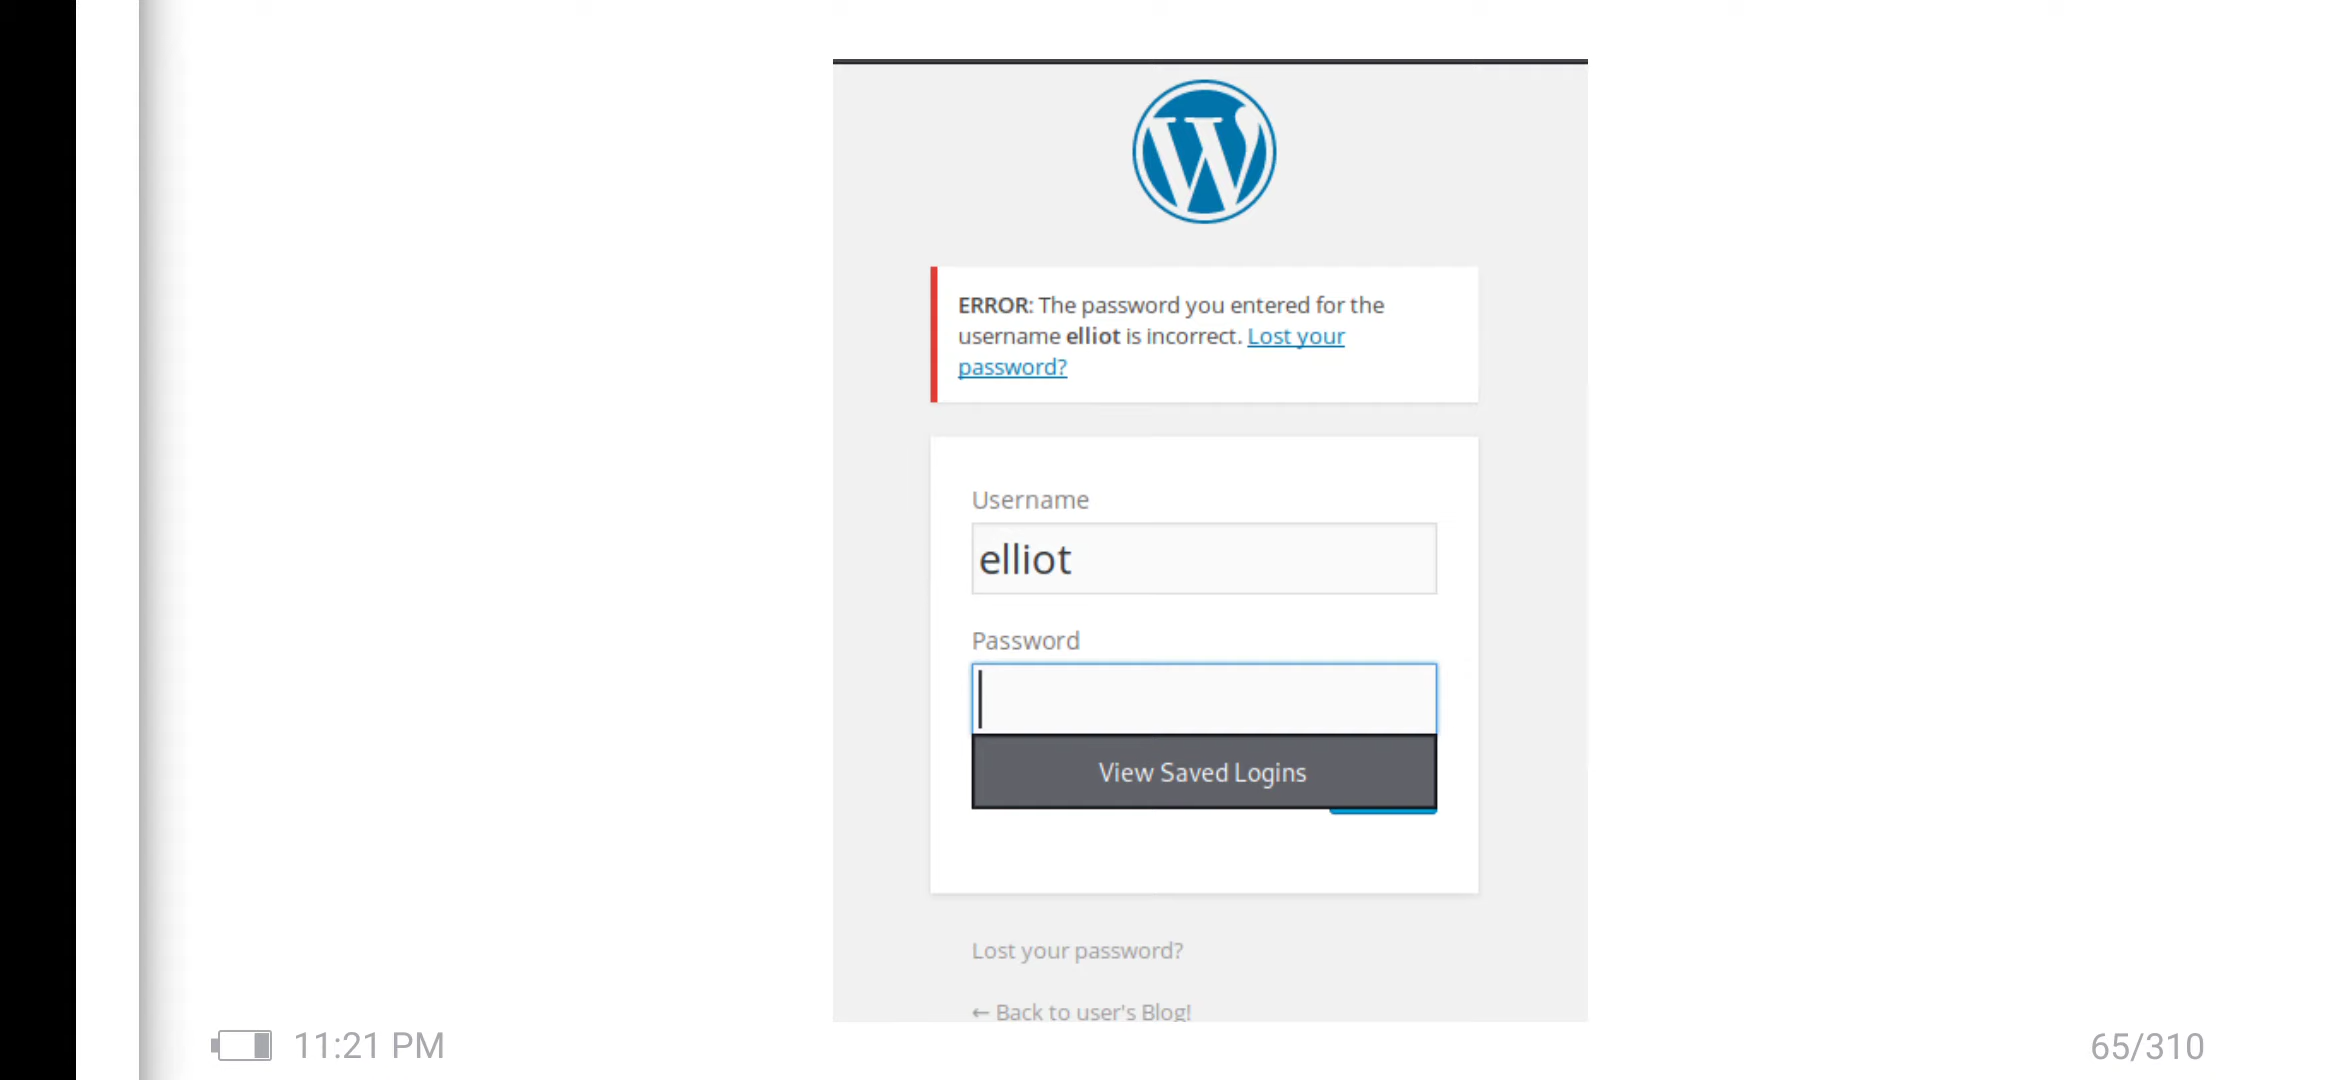 ERROR: The password you entered for the
username elliot is incorrect. Lost your
password?
Username
elliot
Password
View Saved Logins
Lost your password?
← Back to user's Blog!
11:21 PM
65/310